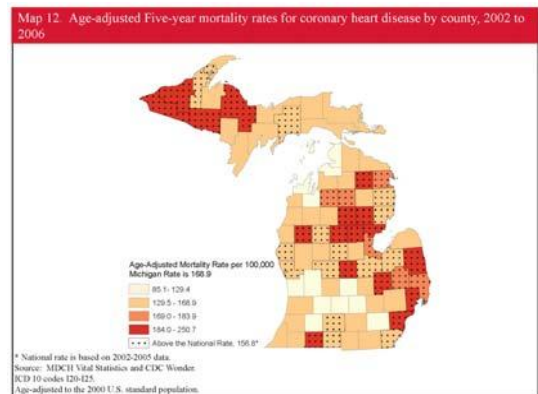 Map 12. Age-adjusted Five-year mortality rates for coronary heart disease by county, 2002 to
2006
Age-Adjusted Mortality Rate per 100,000
Michigan Rate is 168.9
85.1- 129.4
129.5 - 168.9
169.0 - 183.9
184.0 - 250.7
Above the National Rate, 156.8*
* National rate is based on 2002-2005 data.
Source: MDCH Vital Statistics and CDC Wonder.
ICD 10 codes I20-I25.
Age-adjusted to the 2000 U.S. standard population.